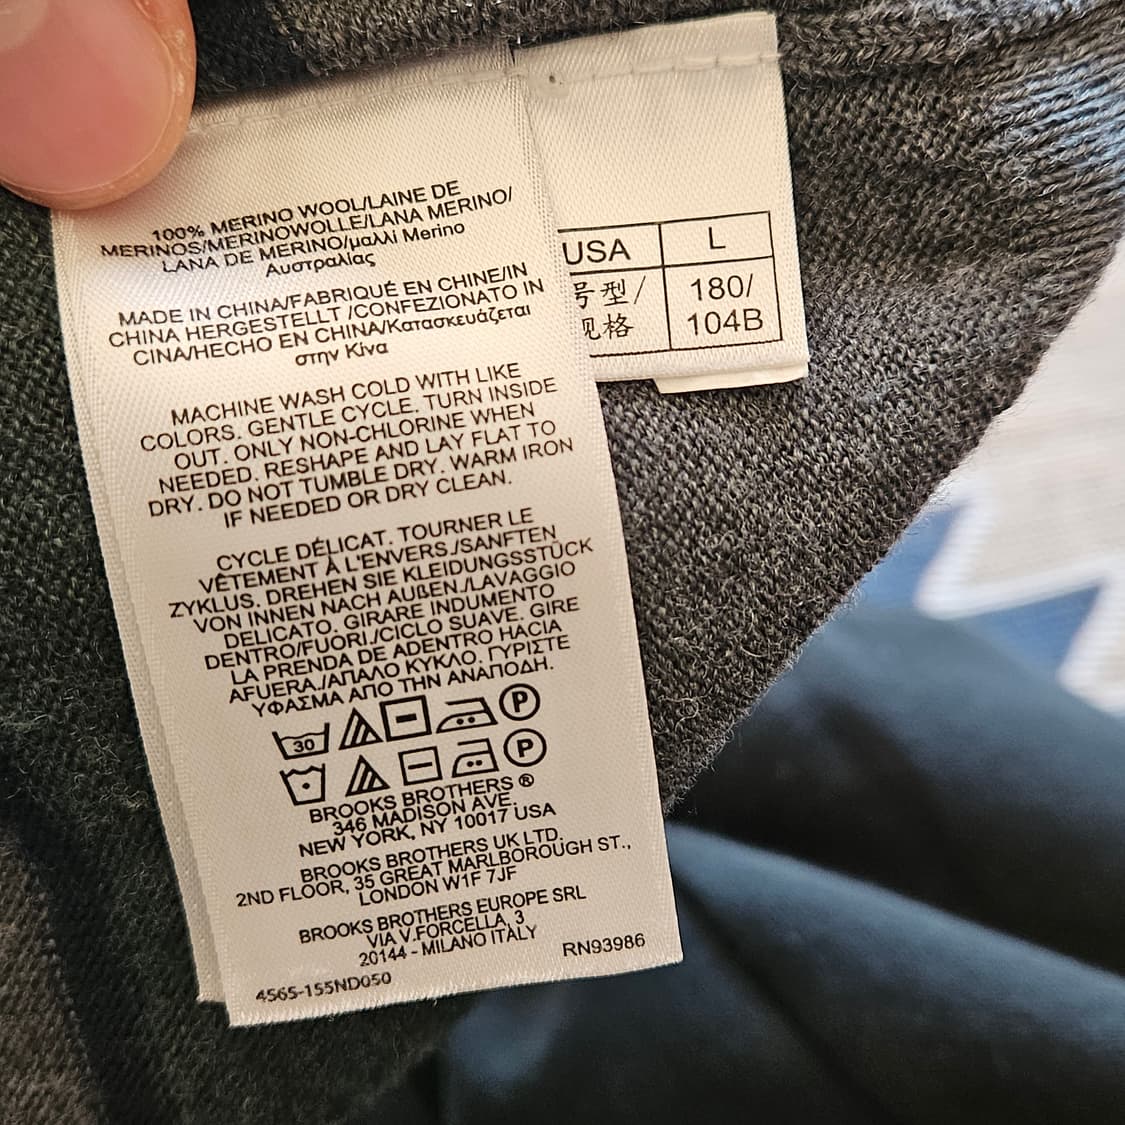 100% MERINO WOOL/LAINE DE
MERINOS/MERINOWOLLE/LANA MERINO/
LANA DE MERINO/μαλλί Merino
Αυστραλίας
MADE IN CHINA/FABRIQUÉ EN CHINE/IN
CHINA HERGESTELLT /CONFEZIONATO IN
CINA/HECHO EN CHINA/Κατασκευάζεται
στην Κίνα
MACHINE WASH COLD WITH LIKE
COLORS. GENTLE CYCLE. TURN INSIDE
OUT. ONLY NON-CHLORINE WHEN
NEEDED. RESHAPE AND LAY FLAT TO
DRY. DO NOT TUMBLE DRY. WARM IRON
IF NEEDED OR DRY CLEAN.
CYCLE DÉLICAT. TOURNER LE
VÊTEMENT À L'ENVERS./SANFTEN
ZYKLUS. DREHEN SIE KLEIDUNGSSTÜCK
VON INNEN NACH AUßEN./LAVAGGIO
DELICATO. GIRARE INDUMENTO
DENTRO/FUORI./CICLO SUAVE. GIRE
LA PRENDA DE ADENTRO HACIA
AFUERA./ΑΠΑΛΟ ΚΥΚΛΟ. ΓΥΡΙΣΤΕ
ΥΦΑΣΜΑ ΑΠΟ ΤΗΝ ΑΝΑΠΟΔΗ.
30 P
P
BROOKS BROTHERS ®
346 MADISON AVE.
NEW YORK, NY 10017 USA
BROOKS BROTHERS UK LTD.
2ND FLOOR, 35 GREAT MARLBOROUGH ST.,
LONDON W1F 7JF
BROOKS BROTHERS EUROPE SRL
VIA V.FORCELLA, 3
20144 - MILANO ITALY
RN93986
4565-155ND050
USA L
号型/ 180/
规格 104B